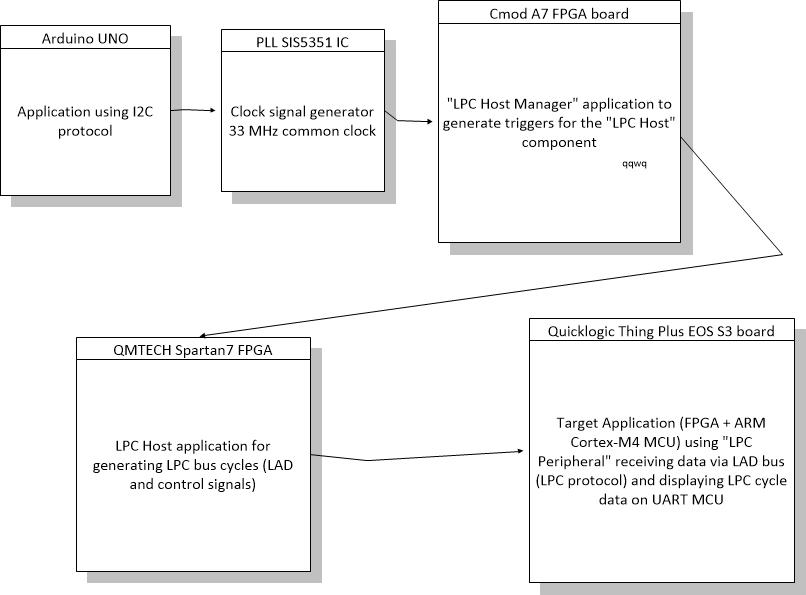 Arduino UNO
Application using I2C
protocol
PLL SIS5351 IC
Clock signal generator
33 MHz common clock
Cmod A7 FPGA board
"LPC Host Manager" application to
generate triggers for the "LPC Host"
component
qqwq
QMTECH Spartan7 FPGA
LPC Host application for
generating LPC bus cycles (LAD
and control signals)
Quicklogic Thing Plus EOS S3 board
Target Application (FPGA + ARM
Cortex-M4 MCU) using "LPC
Peripheral" receiving data via LAD bus
(LPC protocol) and displaying LPC cycle
data on UART MCU